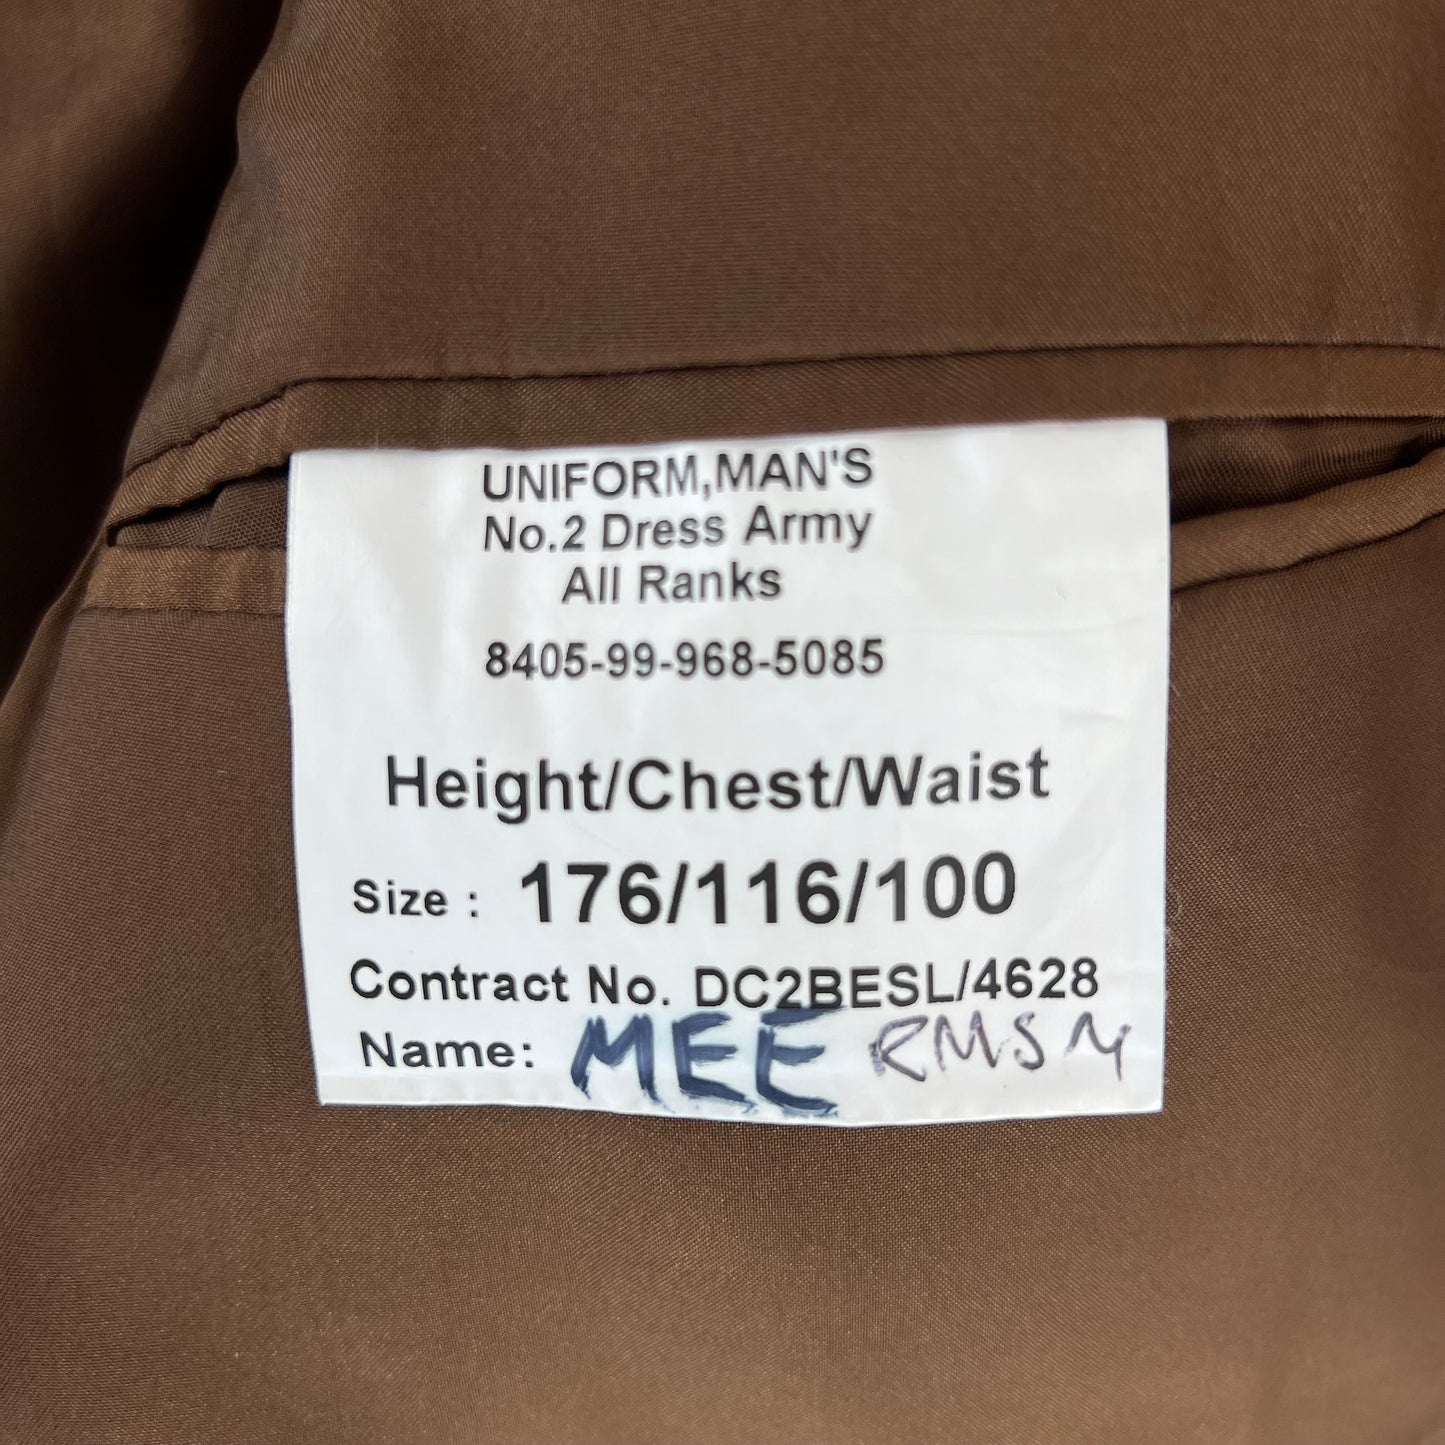 UNIFORM,MAN'S
No.2 Dress Army
All Ranks
8405-99-968-5085
Height/Chest/Waist
Size : 176/116/100
Contract No. DC2BESL/4628
Name: MEE RMSM